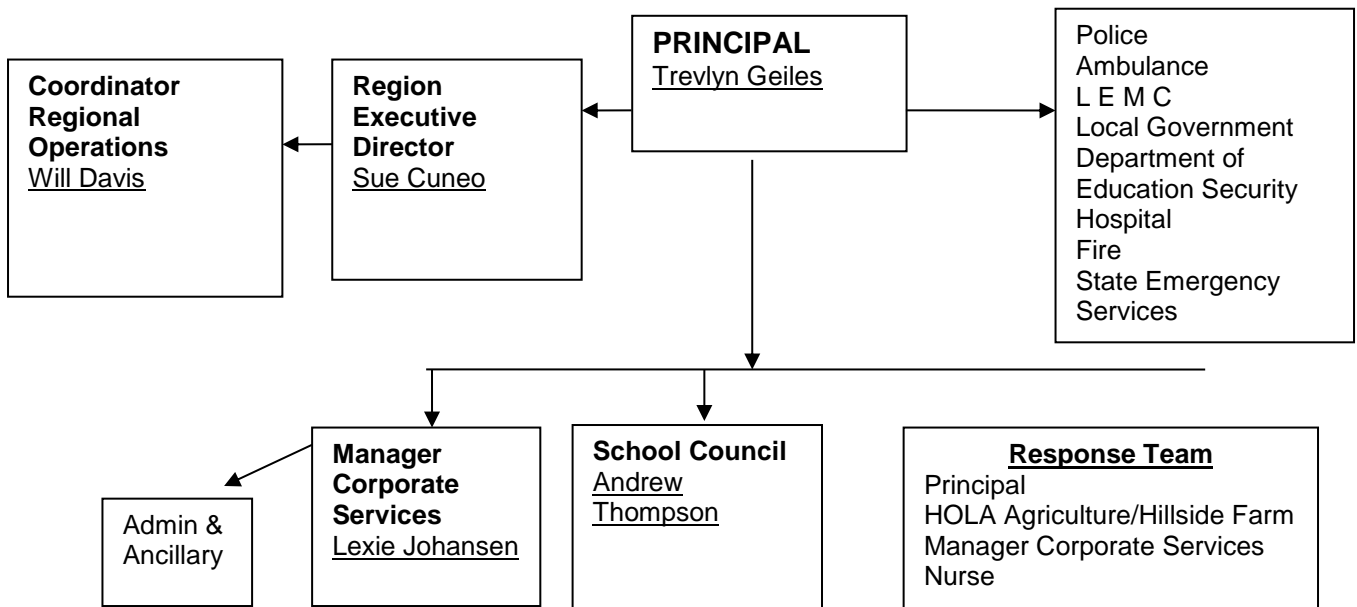 PRINCIPAL
Trevlyn Geiles
Coordinator
Regional
Operations
Will Davis
Region
Executive
Director
Sue Cuneo
Police
Ambulance
L E M C
Local Government
Department of
Education Security
Hospital
Fire
State Emergency
Services
Admin &
Ancillary
Manager
Corporate
Services
Lexie Johansen
School Council
Andrew
Thompson
Response Team
Principal
HOLA Agriculture/Hillside Farm
Manager Corporate Services
Nurse